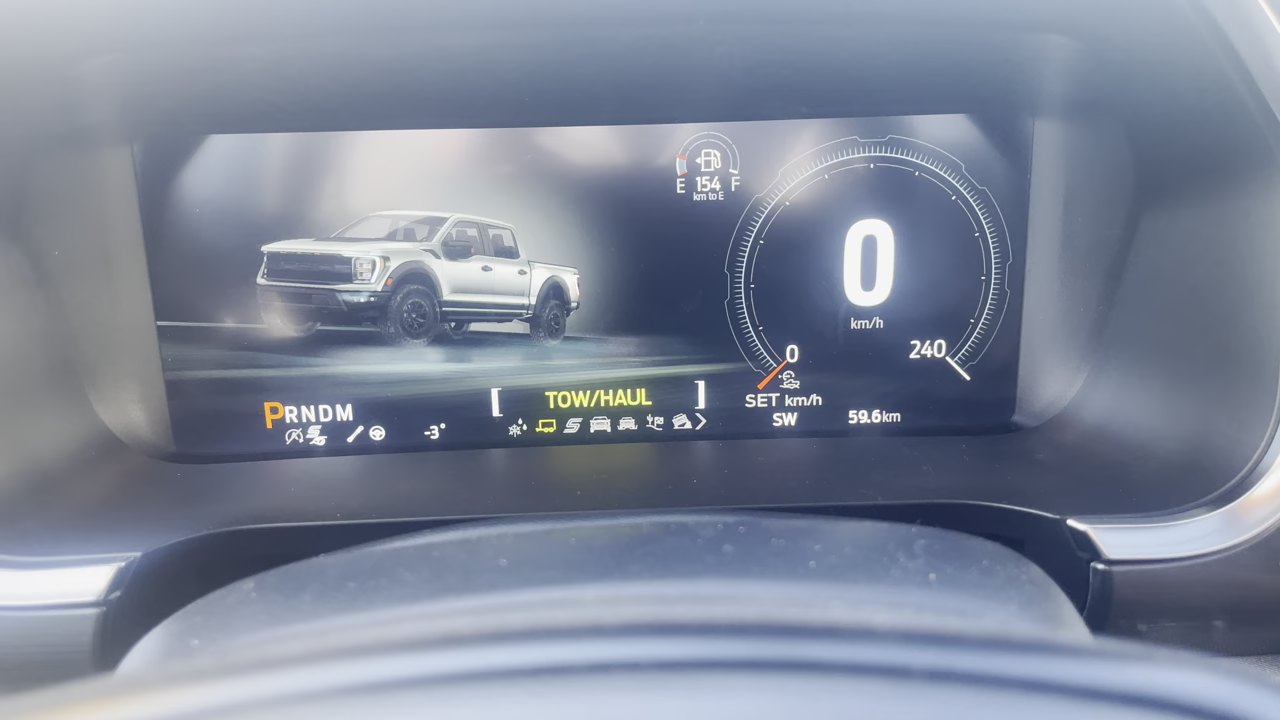 E 154 F
km to E
0
km/h
0
240
TOW/HAUL
SET km/h
PRNDM
-3°
SW
59.6km